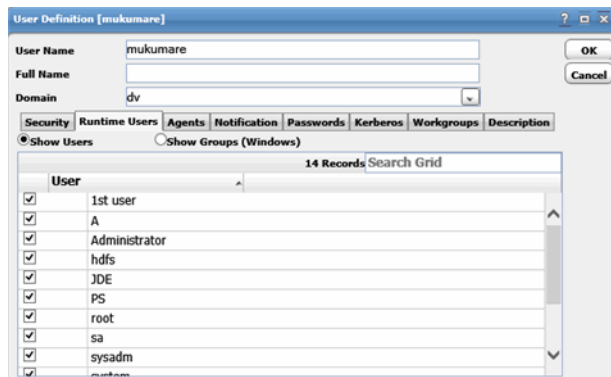 User Definition [mukumare]
?
User Name mukumare OK
Full Name Cancel
Domain dv
Security Runtime Users Agents Notification Passwords Kerberos Workgroups Description
Show Users Show Groups (Windows)
14 Records Search Grid
User
1st user
A
Administrator
hdfs
JDE
PS
root
sa
sysadm